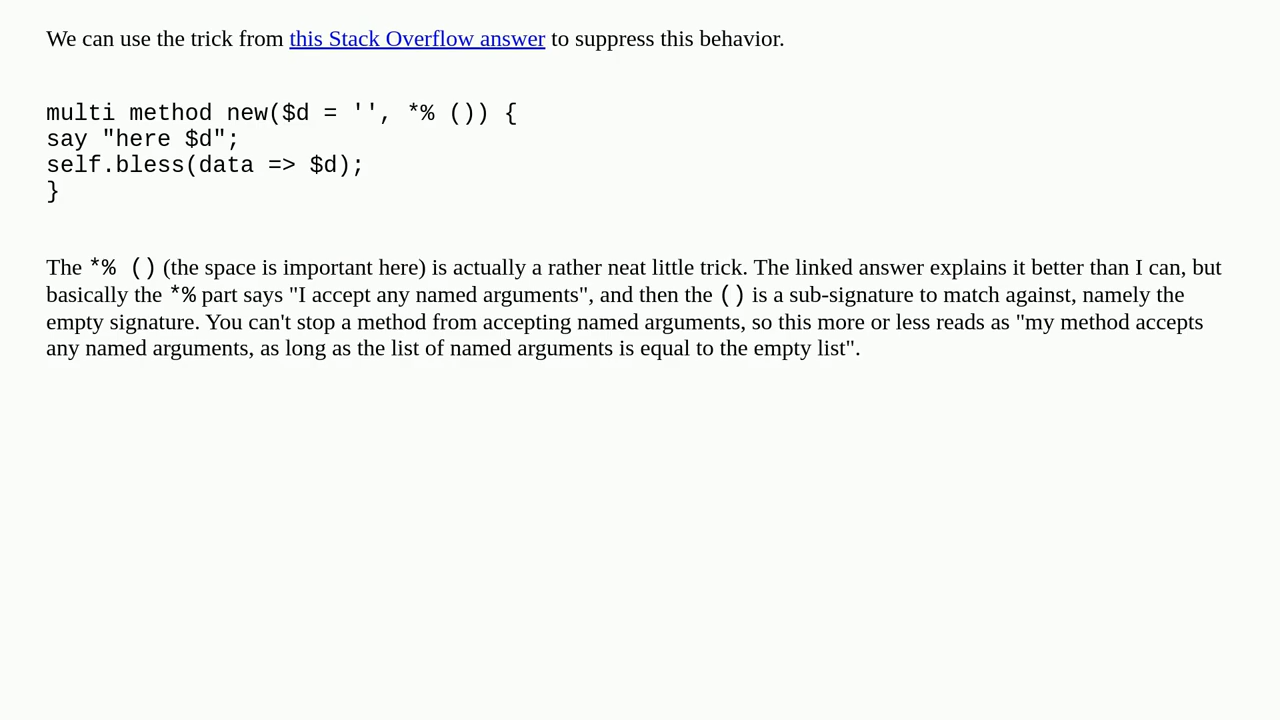 We can use the trick from this Stack Overflow answer to suppress this behavior.
multi method new($d = '', *% ()) {
say "here $d";
self.bless(data => $d);
}
The *% () (the space is important here) is actually a rather neat little trick. The linked answer explains it better than I can, but
basically the *% part says "I accept any named arguments", and then the () is a sub-signature to match against, namely the
empty signature. You can't stop a method from accepting named arguments, so this more or less reads as "my method accepts
any named arguments, as long as the list of named arguments is equal to the empty list".